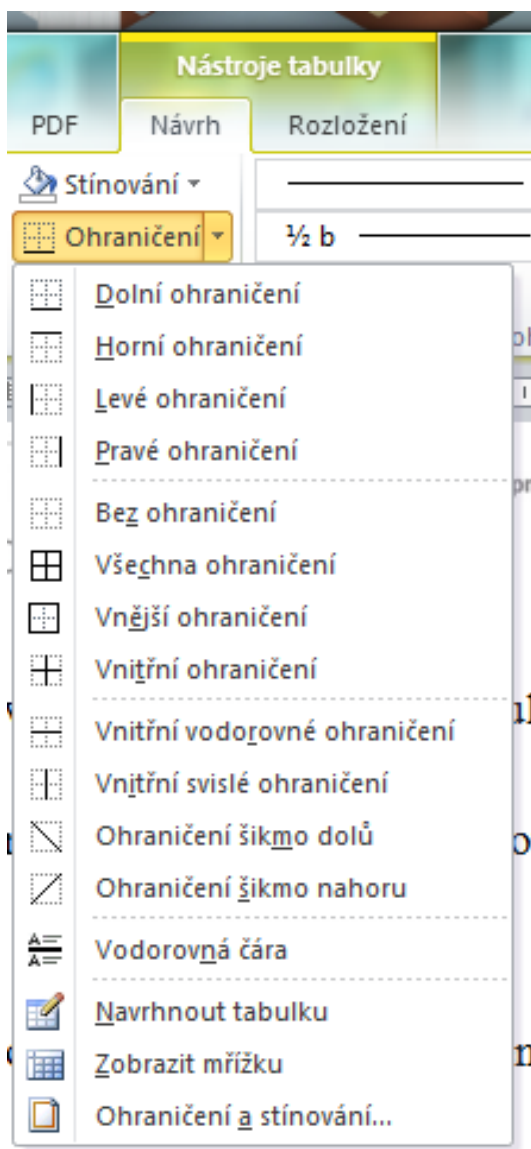 Nástroje tabulky
PDF Návrh Rozložení
Stínování
Ohraničení ½ b
Dolní ohraničení
Horní ohraničení
Levé ohraničení
Pravé ohraničení
Bez ohraničení
Všechna ohraničení
Vnější ohraničení
Vnitřní ohraničení
Vnitřní vodorovné ohraničení
Vnitřní svislé ohraničení
Ohraničení šikmo dolů
Ohraničení šikmo nahoru
Vodorovná čára
Navrhnout tabulku
Zobrazit mřížku
Ohraničení a stínování...